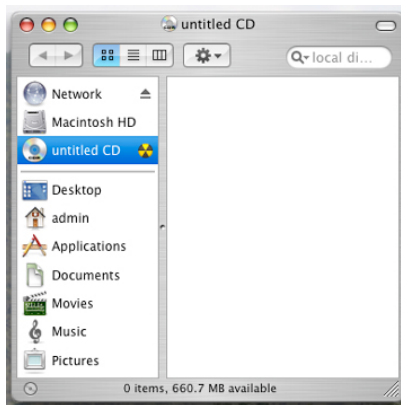 untitled CD
local di...
Network
Macintosh HD
untitled CD
Desktop
admin
Applications
Documents
Movies
Music
Pictures
0 items, 660.7 MB available